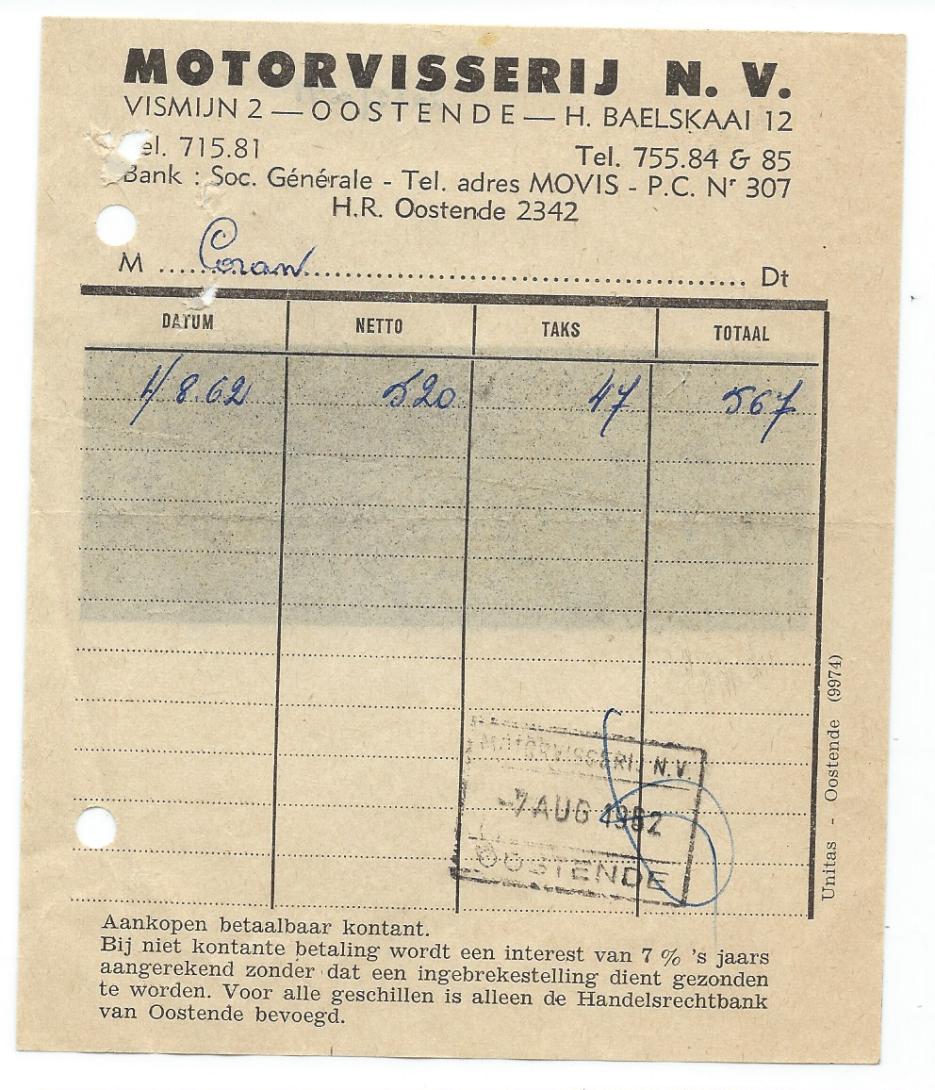 MOTORVISSERIJ N. V.
VISMIJN 2 — OOSTENDE — H. BAELSKAAI 12
Tel. 715.81 Tel. 755.84 & 85
Bank : Soc. Générale - Tel. adres MOVIS - P.C. Nr 307
H.R. Oostende 2342
M ........ Dt
DATUM NETTO TAKS TOTAAL
1/8.62 520 47 567
MOTORVISSERIJ N.V.
-7 AUG 1962
OOSTENDE
Unitas - Oostende (9974)
Aankopen betaalbaar kontant.
Bij niet kontante betaling wordt een interest van 7 % 's jaars
aangerekend zonder dat een ingebrekestelling dient gezonden
te worden. Voor alle geschillen is alleen de Handelsrechtbank
van Oostende bevoegd.